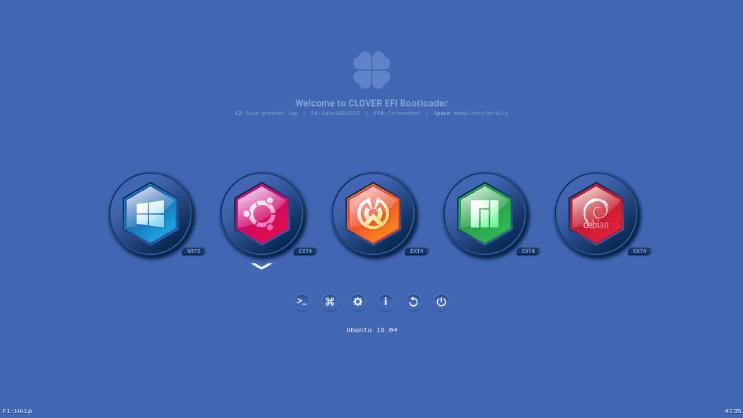 Welcome to CLOVER EFI Bootloader
F2: Save preboot.log | F4: Save OEM DSDT | F10: Screenshot | Space: Menu Entry Details
debian
NTFS EXT4 EXT4 EXT4 EXT4
>_ ⌘ i
Ubuntu 18.04
F1:Help 4735